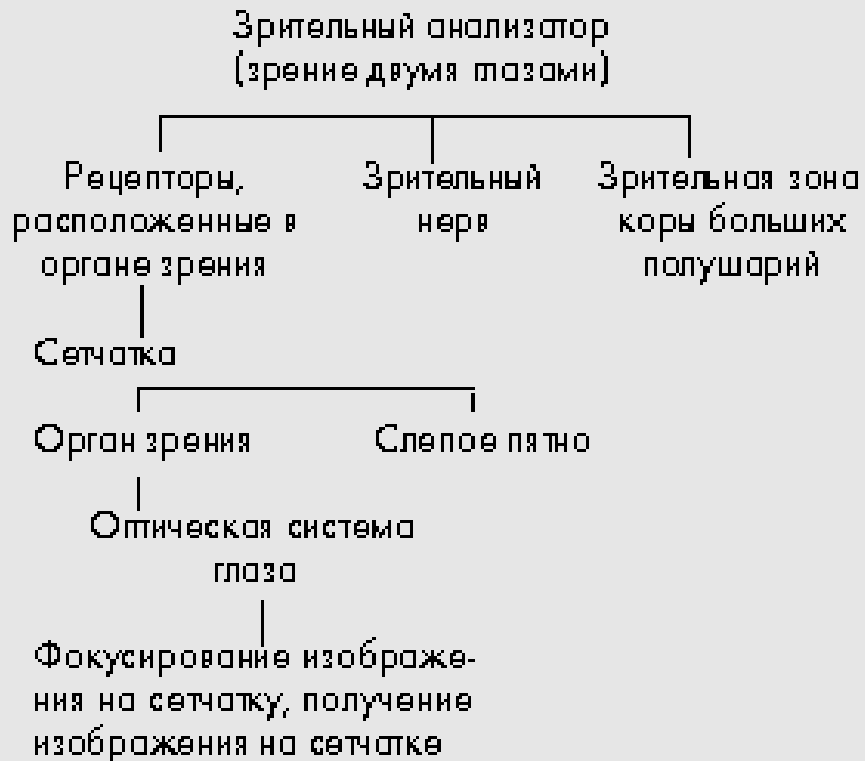 Зрительный анализатор
(зрение двумя глазами)
Рецепторы,
расположенные в
органе зрения
Зрительный
нерв
Зрительная зона
коры больших
полушарий
Сетчатка
Орган зрения
Слепое пятно
Оптическая система
глаза
Фокусирование изображе-
ния на сетчатку, получение
изображения на сетчатке